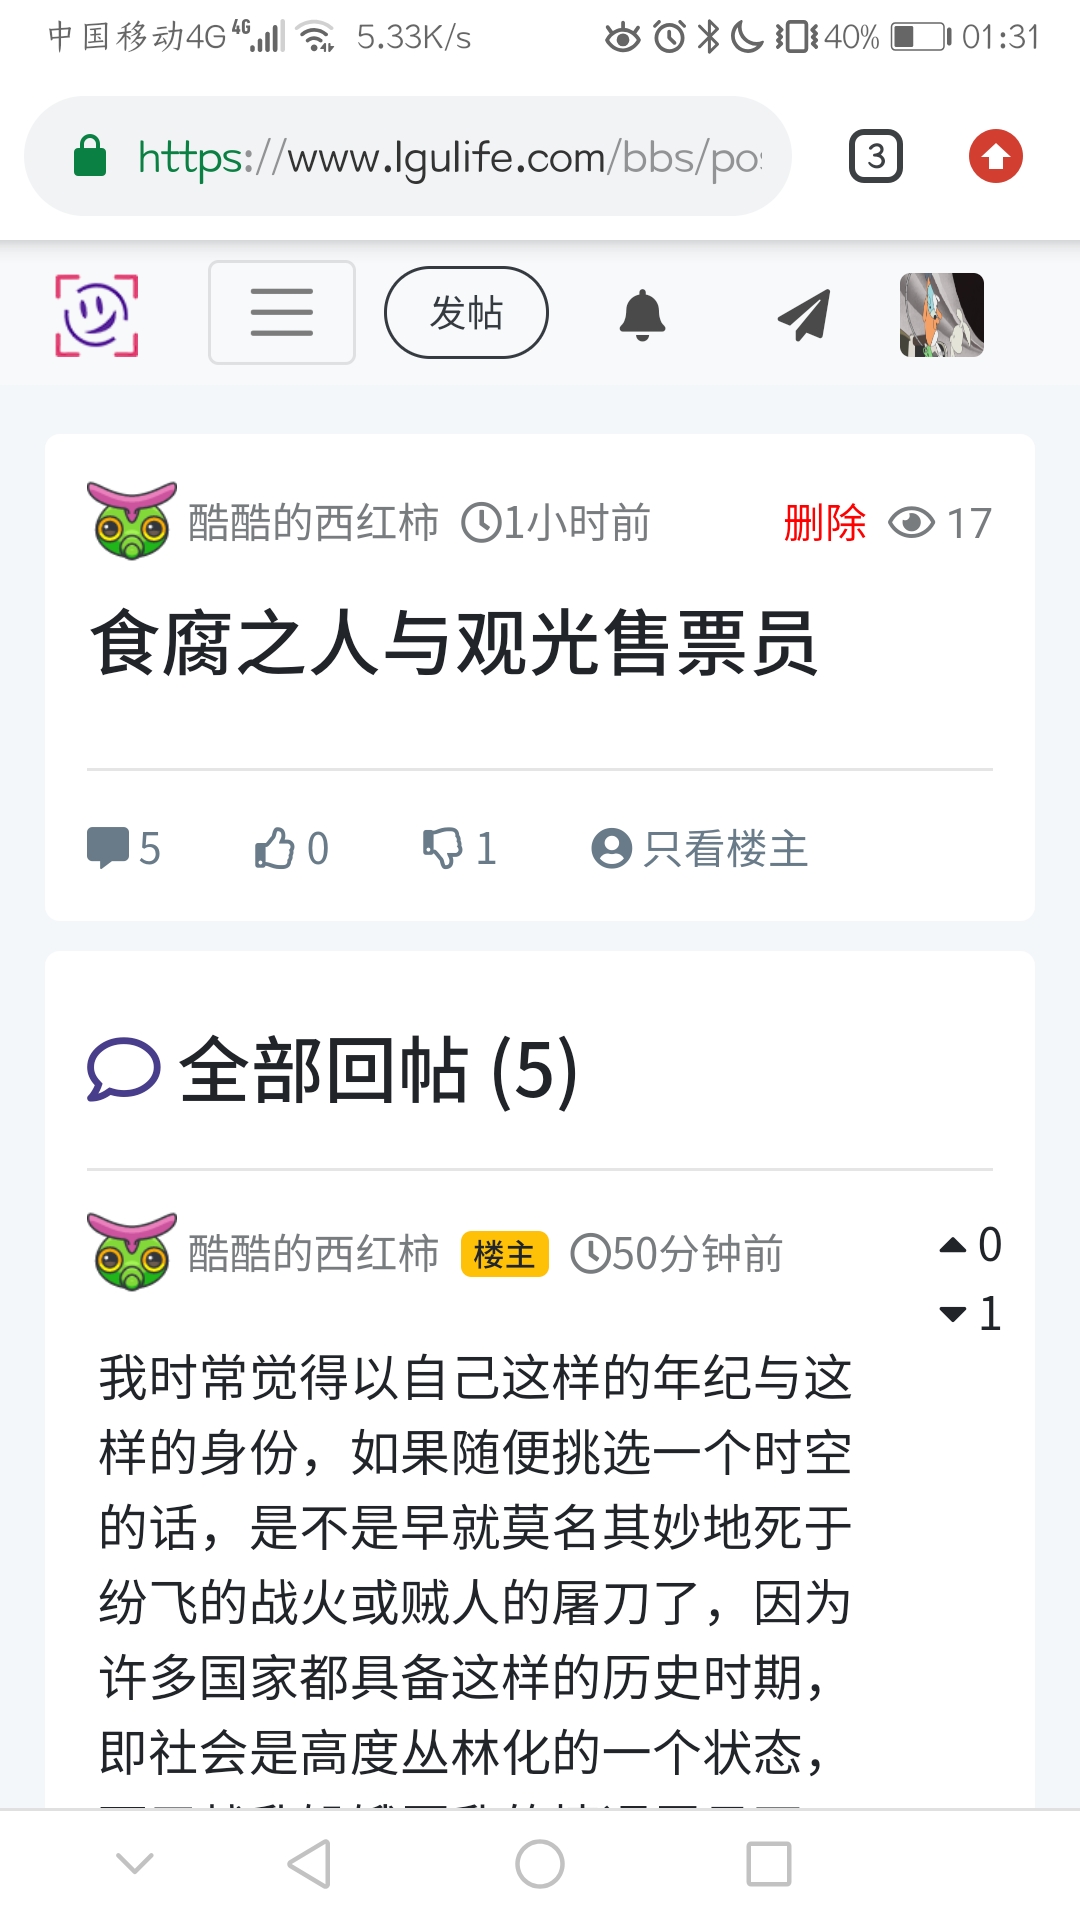 中国移动4G 4G 5.33K/s 40% 01:31
https://www.lgulife.com/bbs/po
3
发帖
酷酷的西红柿 1小时前 删除 17
食腐之人与观光售票员
5 0 1 只看楼主
全部回帖 (5)
酷酷的西红柿 楼主 50分钟前 0
1
我时常觉得以自己这样的年纪与这
样的身份，如果随便挑选一个时空
的话，是不是早就莫名其妙地死于
纷飞的战火或贼人的屠刀了，因为
许多国家都具备这样的历史时期，
即社会是高度丛林化的一个状态，